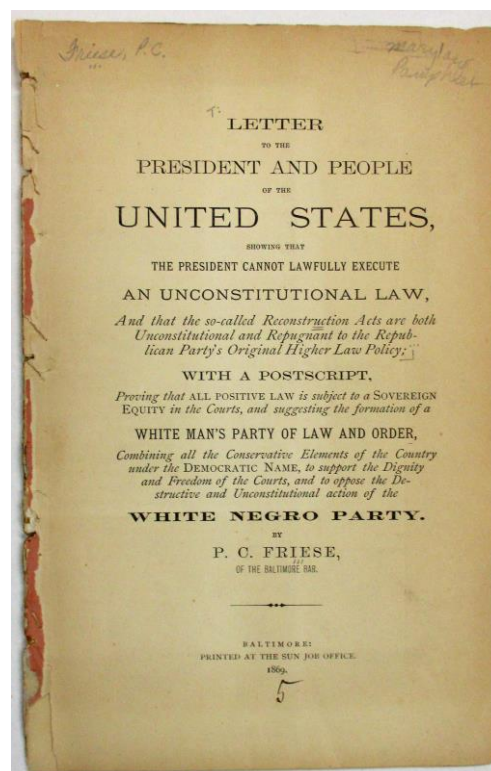 Friese, P. C.
Maryland
Pamphlet
LETTER
TO THE
PRESIDENT AND PEOPLE
OF THE
UNITED STATES,
SHOWING THAT
THE PRESIDENT CANNOT LAWFULLY EXECUTE
AN UNCONSTITUTIONAL LAW,
And that the so-called Reconstruction Acts are both
Unconstitutional and Repugnant to the Repub-
lican Party's Original Higher Law Policy;
WITH A POSTSCRIPT,
Proving that ALL POSITIVE LAW is subject to a SOVEREIGN
EQUITY in the Courts, and suggesting the formation of a
WHITE MAN'S PARTY OF LAW AND ORDER,
Combining all the Conservative Elements of the Country
under the DEMOCRATIC NAME, to support the Dignity
and Freedom of the Courts, and to oppose the De-
structive and Unconstitutional action of the
WHITE NEGRO PARTY.
BY
P. C. FRIESE,
OF THE BALTIMORE BAR.
BALTIMORE:
PRINTED AT THE SUN JOB OFFICE.
1869.
5